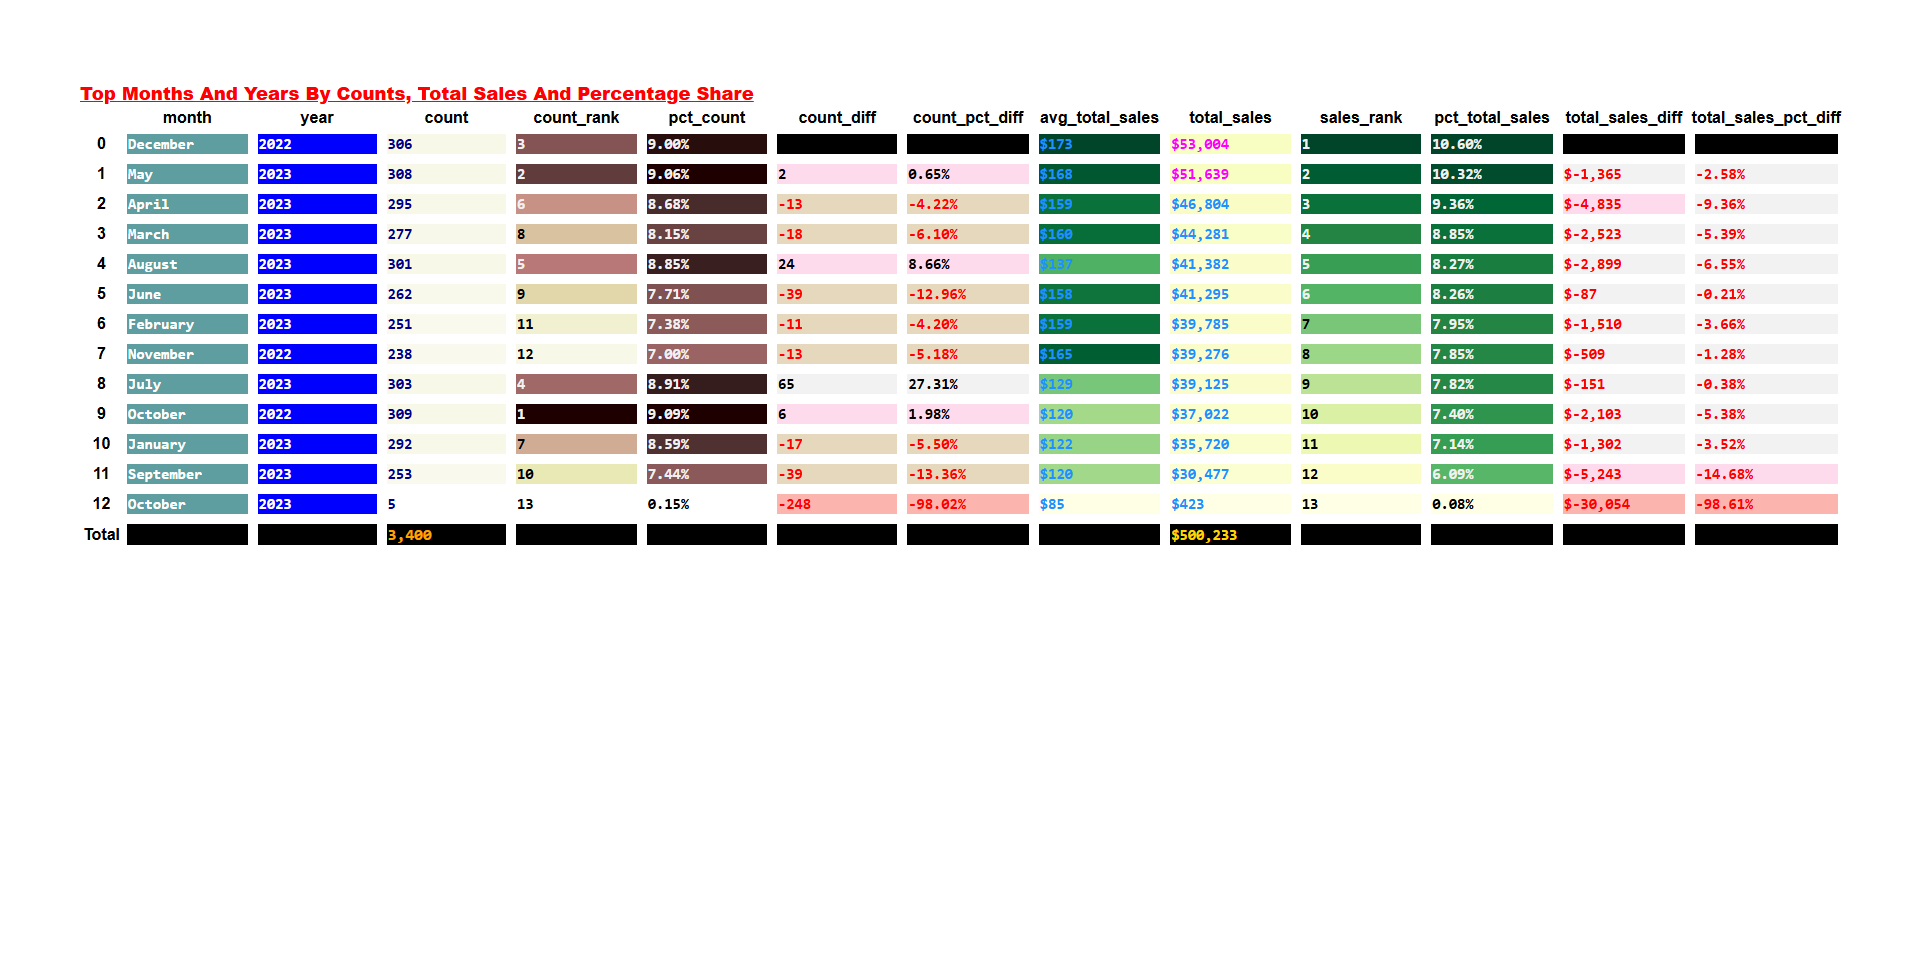 Top Months And Years By Counts, Total Sales And Percentage Share
month year count count_rank pct_count count_diff count_pct_diff avg_total_sales total_sales sales_rank pct_total_sales total_sales_diff total_sales_pct_diff
0 December 2022 306 3 9.00% $173 $53,004 1 10.60%
1 May 2023 308 2 9.06% 2 0.65% $168 $51,639 2 10.32% $-1,365 -2.58%
2 April 2023 295 6 8.68% -13 -4.22% $159 $46,804 3 9.36% $-4,835 -9.36%
3 March 2023 277 8 8.15% -18 -6.10% $160 $44,281 4 8.85% $-2,523 -5.39%
4 August 2023 301 5 8.85% 24 8.66% $137 $41,382 5 8.27% $-2,899 -6.55%
5 June 2023 262 9 7.71% -39 -12.96% $158 $41,295 6 8.26% $-87 -0.21%
6 February 2023 251 11 7.38% -11 -4.20% $159 $39,785 7 7.95% $-1,510 -3.66%
7 November 2022 238 12 7.00% -13 -5.18% $165 $39,276 8 7.85% $-509 -1.28%
8 July 2023 303 4 8.91% 65 27.31% $129 $39,125 9 7.82% $-151 -0.38%
9 October 2022 309 1 9.09% 6 1.98% $120 $37,022 10 7.40% $-2,103 -5.38%
10 January 2023 292 7 8.59% -17 -5.50% $122 $35,720 11 7.14% $-1,302 -3.52%
11 September 2023 253 10 7.44% -39 -13.36% $120 $30,477 12 6.09% $-5,243 -14.68%
12 October 2023 5 13 0.15% -248 -98.02% $85 $423 13 0.08% $-30,054 -98.61%
Total 3,400 $500,233